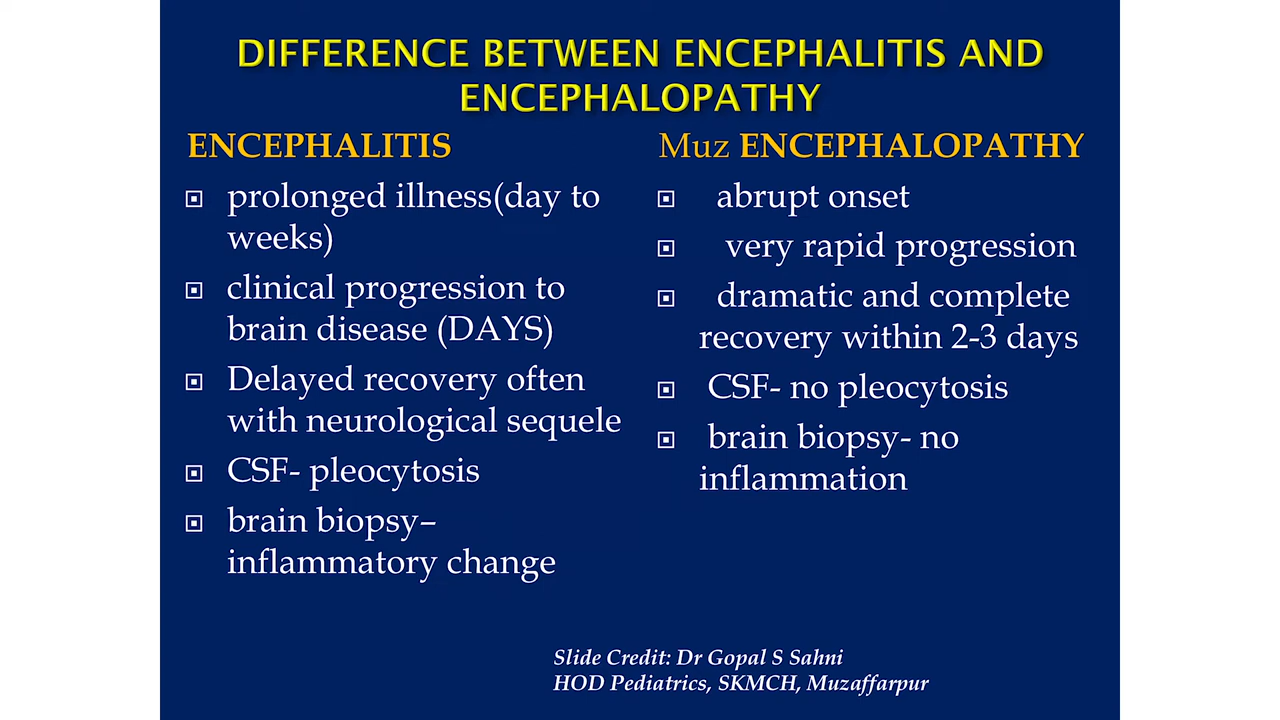 DIFFERENCE BETWEEN ENCEPHALITIS AND
ENCEPHALOPATHY
ENCEPHALITIS
prolonged illness(day to
weeks)
clinical progression to
brain disease (DAYS)
Delayed recovery often
with neurological sequele
CSF- pleocytosis
brain biopsy–
inflammatory change
Muz ENCEPHALOPATHY
abrupt onset
very rapid progression
dramatic and complete
recovery within 2-3 days
CSF- no pleocytosis
brain biopsy- no
inflammation
Slide Credit: Dr Gopal S Sahni
HOD Pediatrics, SKMCH, Muzaffarpur